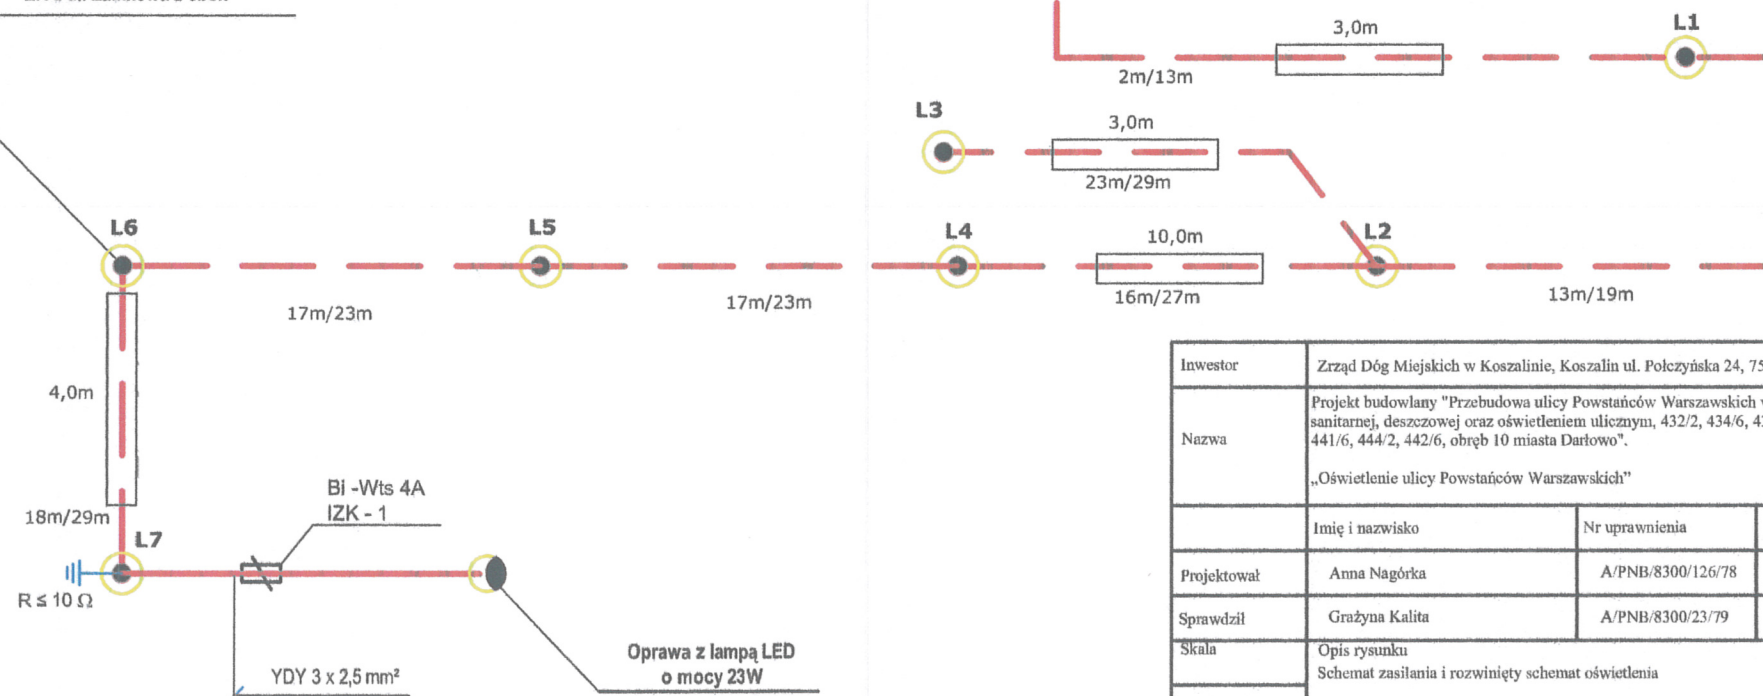 3,0m
L1
2m/13m
L3
3,0m
23m/29m
L6
L5
L4
10,0m
L2
17m/23m
17m/23m
16m/27m
13m/19m
4,0m
18m/29m
L7
Bi -Wts 4A
IZK - 1
R ≤ 10 Ω
YDY 3 x 2,5 mm²
Oprawa z lampą LED
o mocy 23W
Inwestor
Zrząd Dóg Miejskich w Koszalinie, Koszalin ul. Połczyńska 24, 75
Nazwa
Projekt budowlany "Przebudowa ulicy Powstańców Warszawskich
sanitarnej, deszczowej oraz oświetleniem ulicznym, 432/2, 434/6,
441/6, 444/2, 442/6, obręb 10 miasta Darłowo".
„Oświetlenie ulicy Powstańców Warszawskich”
Imię i nazwisko
Nr uprawnienia
Projektował
Anna Nagórka
A/PNB/8300/126/78
Sprawdził
Grażyna Kalita
A/PNB/8300/23/79
Skala
Opis rysunku
Schemat zasilania i rozwinięty schemat oświetlenia